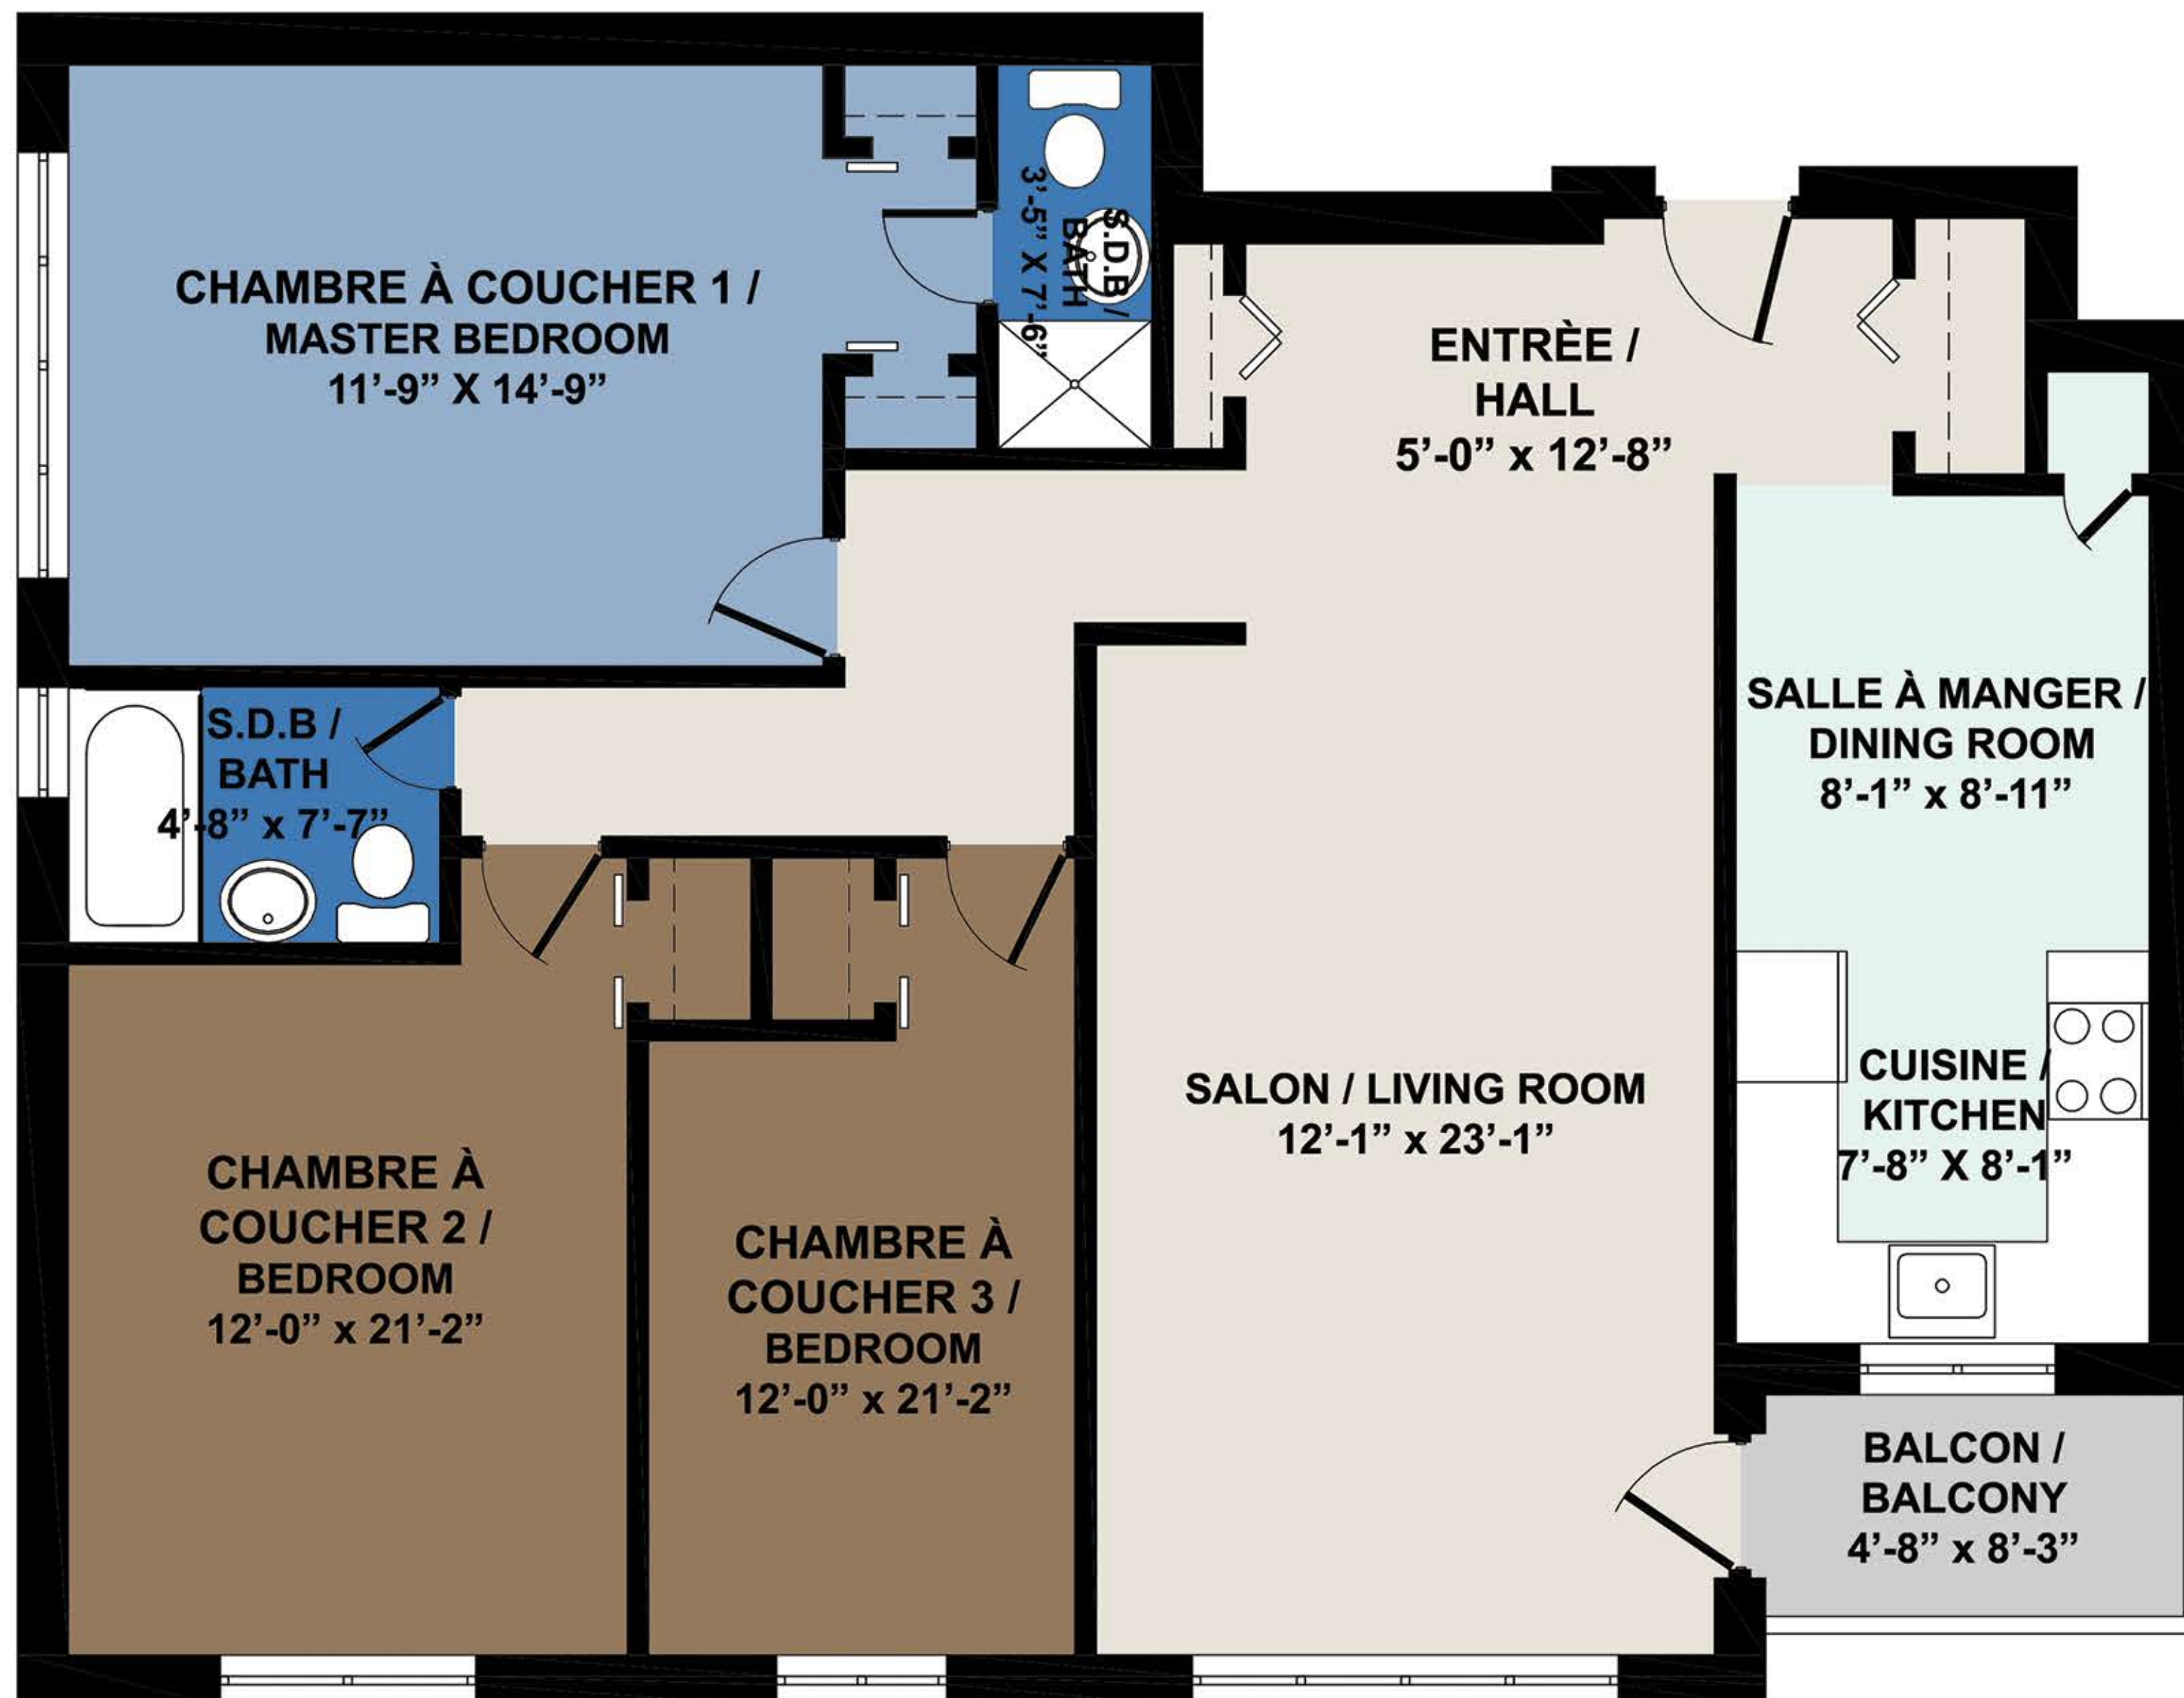 CHAMBRE À COUCHER 1 /
MASTER BEDROOM
11’-9” X 14’-9”
S.D.B /
BATH
3’-5” X 7’-6”
ENTRÈE /
HALL
5’-0” x 12’-8”
SALLE À MANGER /
DINING ROOM
8’-1” x 8’-11”
S.D.B /
BATH
4’-8” x 7’-7”
CUISINE /
KITCHEN
7’-8” X 8’-1”
SALON / LIVING ROOM
12’-1” x 23’-1”
CHAMBRE À
COUCHER 2 /
BEDROOM
12’-0” x 21’-2”
CHAMBRE À
COUCHER 3 /
BEDROOM
12’-0” x 21’-2”
BALCON /
BALCONY
4’-8” x 8’-3”